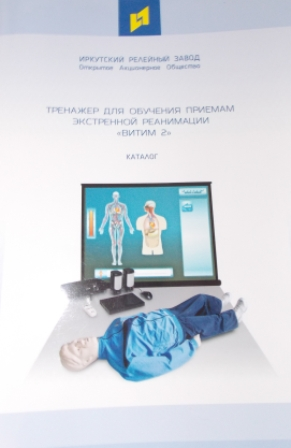 ИРКУТСКИЙ РЕЛЕЙНЫЙ ЗАВОД
Открытое Акционерное Общество
ТРЕНАЖЕР ДЛЯ ОБУЧЕНИЯ ПРИЕМАМ
ЭКСТРЕННОЙ РЕАНИМАЦИИ
«ВИТИМ 2»
КАТАЛОГ